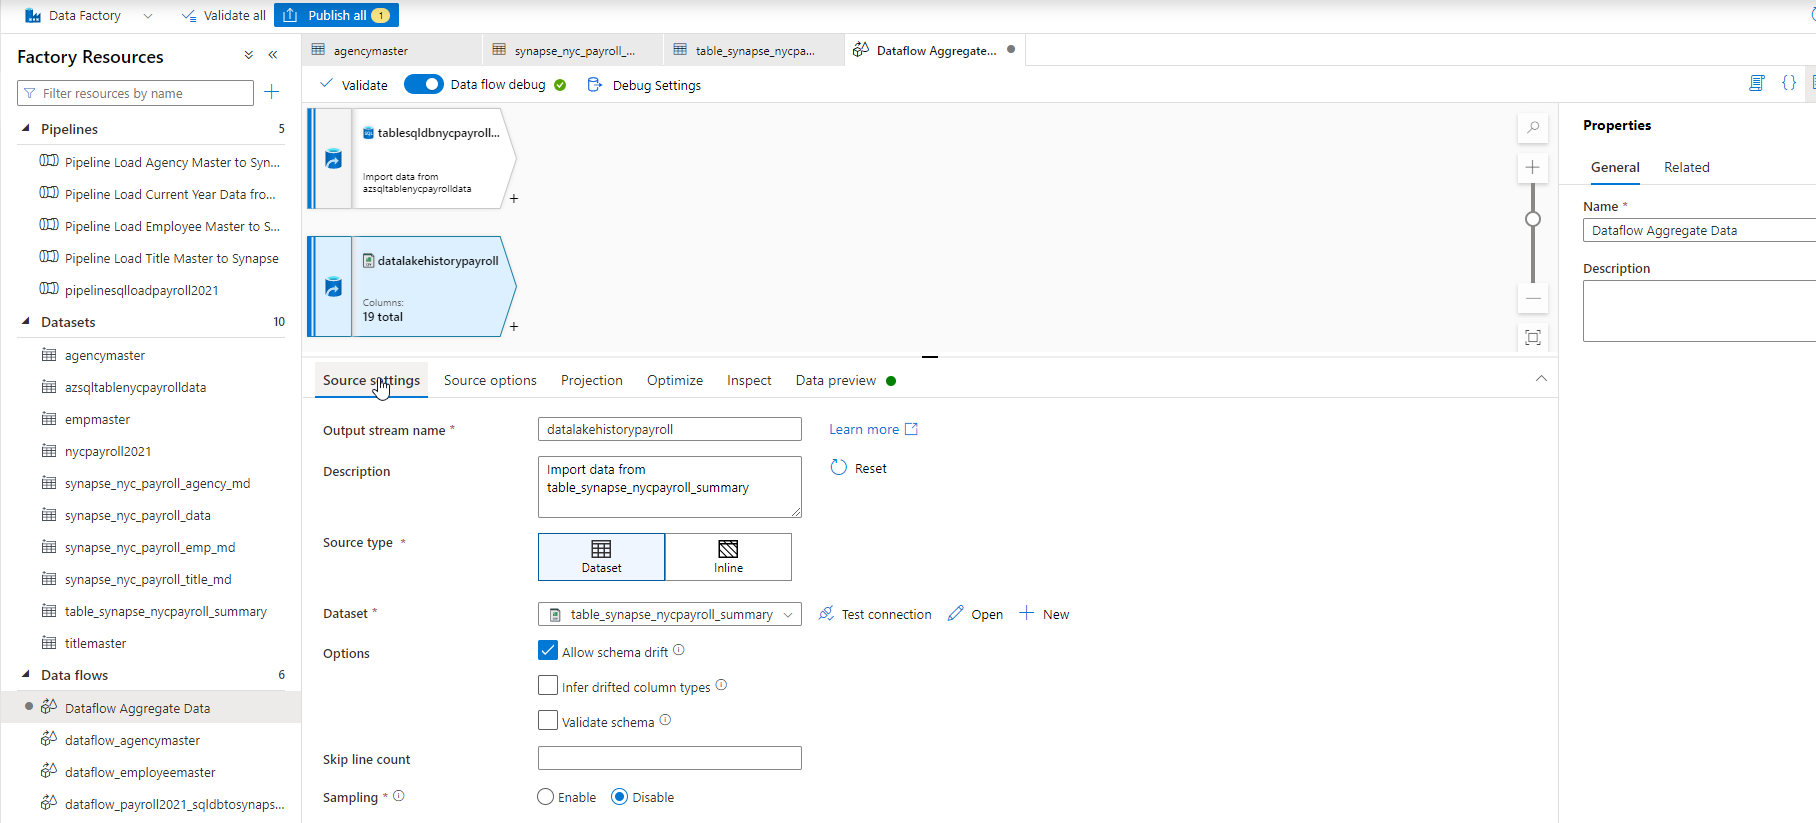 Data Factory
Validate all
Publish all 1
Factory Resources
Filter resources by name
Pipelines 5
Pipeline Load Agency Master to Syn...
Pipeline Load Current Year Data fro...
Pipeline Load Employee Master to S...
Pipeline Load Title Master to Synapse
pipelinesqlloadpayroll2021
Datasets 10
agencymaster
azsqltablenycpayrolldata
empmaster
nycpayroll2021
synapse_nyc_payroll_agency_md
synapse_nyc_payroll_data
synapse_nyc_payroll_emp_md
synapse_nyc_payroll_title_md
table_synapse_nycpayroll_summary
titlemaster
Data flows 6
Dataflow Aggregate Data
dataflow_agencymaster
dataflow_employeemaster
dataflow_payroll2021_sqldbtosynaps...
agencymaster
synapse_nyc_payroll_...
table_synapse_nycpa...
Dataflow Aggregate...
Validate
Data flow debug
Debug Settings
tablesqldbnycpayroll...
Import data from
azsqltablenycpayrolldata
+
datalakehistorypayroll
Columns:
19 total
+
Source settings
Source options
Projection
Optimize
Inspect
Data preview
Output stream name *
datalakehistorypayroll
Learn more
Description
Import data from
table_synapse_nycpayroll_summary
Reset
Source type *
Dataset
Inline
Dataset *
table_synapse_nycpayroll_summary
Test connection
Open
New
Options
Allow schema drift
Infer drifted column types
Validate schema
Skip line count
Sampling *
Enable
Disable
Properties
General
Related
Name *
Dataflow Aggregate Data
Description